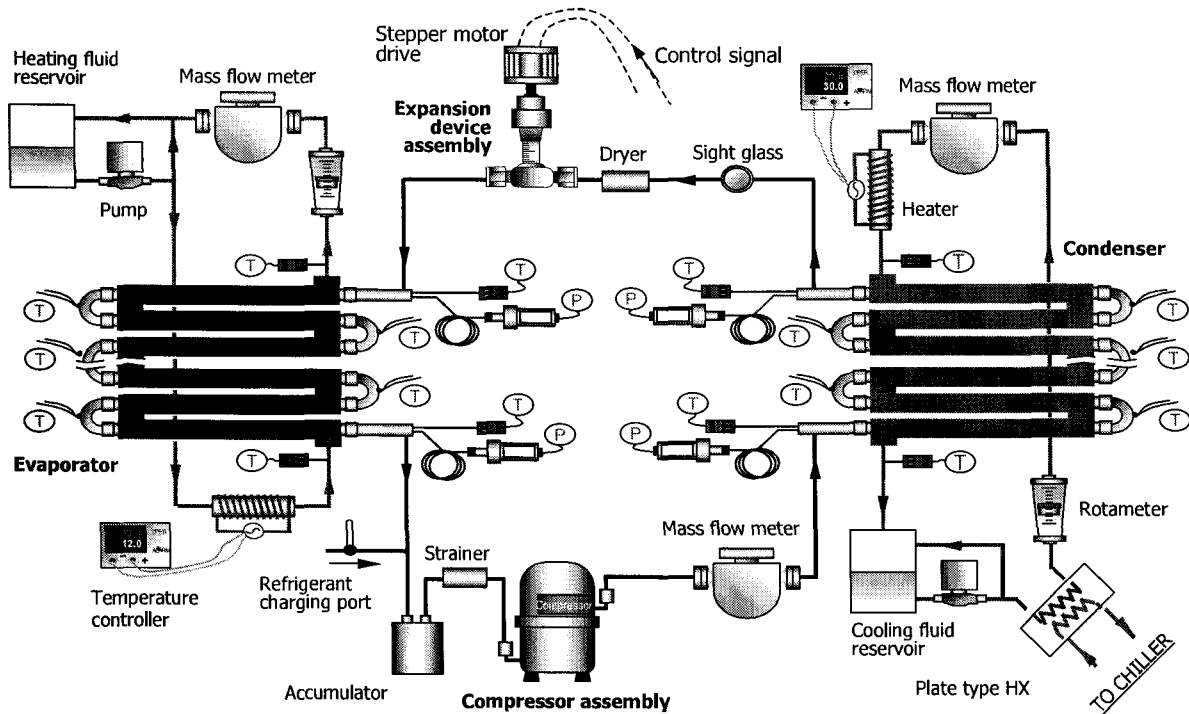 Stepper motor
drive
Control signal
Heating fluid
reservoir
Mass flow meter
Expansion
device
assembly
Dryer
Sight glass
30.0
Mass flow meter
Pump
Heater
Condenser
T
T
T
T
T
P
P
T
T
T
T
T
T
T
T
T
T
T
T
P
P
T
T
Evaporator
T
T
12.0
Temperature
controller
Refrigerant
charging port
Strainer
Compressor
Mass flow meter
Rotameter
Accumulator
Compressor assembly
Cooling fluid
reservoir
Plate type HX
TO CHILLER